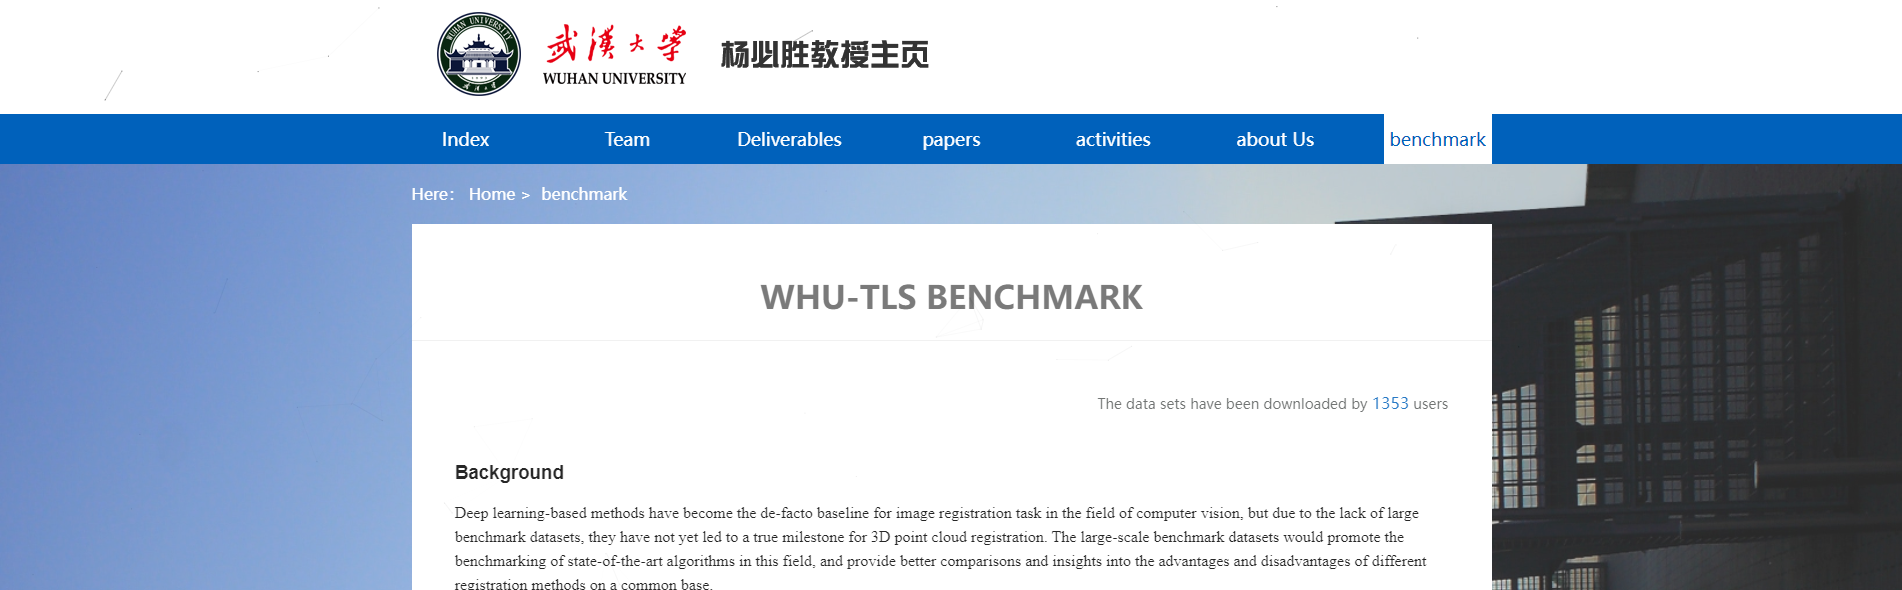 WUHAN UNIVERSITY
武汉大学
武漢大學
WUHAN UNIVERSITY
杨必胜教授主页
Index Team Deliverables papers activities about Us benchmark
Here： Home > benchmark
WHU-TLS BENCHMARK
The data sets have been downloaded by 1353 users
Background
Deep learning-based methods have become the de-facto baseline for image registration task in the field of computer vision, but due to the lack of large
benchmark datasets, they have not yet led to a true milestone for 3D point cloud registration. The large-scale benchmark datasets would promote the
benchmarking of state-of-the-art algorithms in this field, and provide better comparisons and insights into the advantages and disadvantages of different
registration methods on a common base.